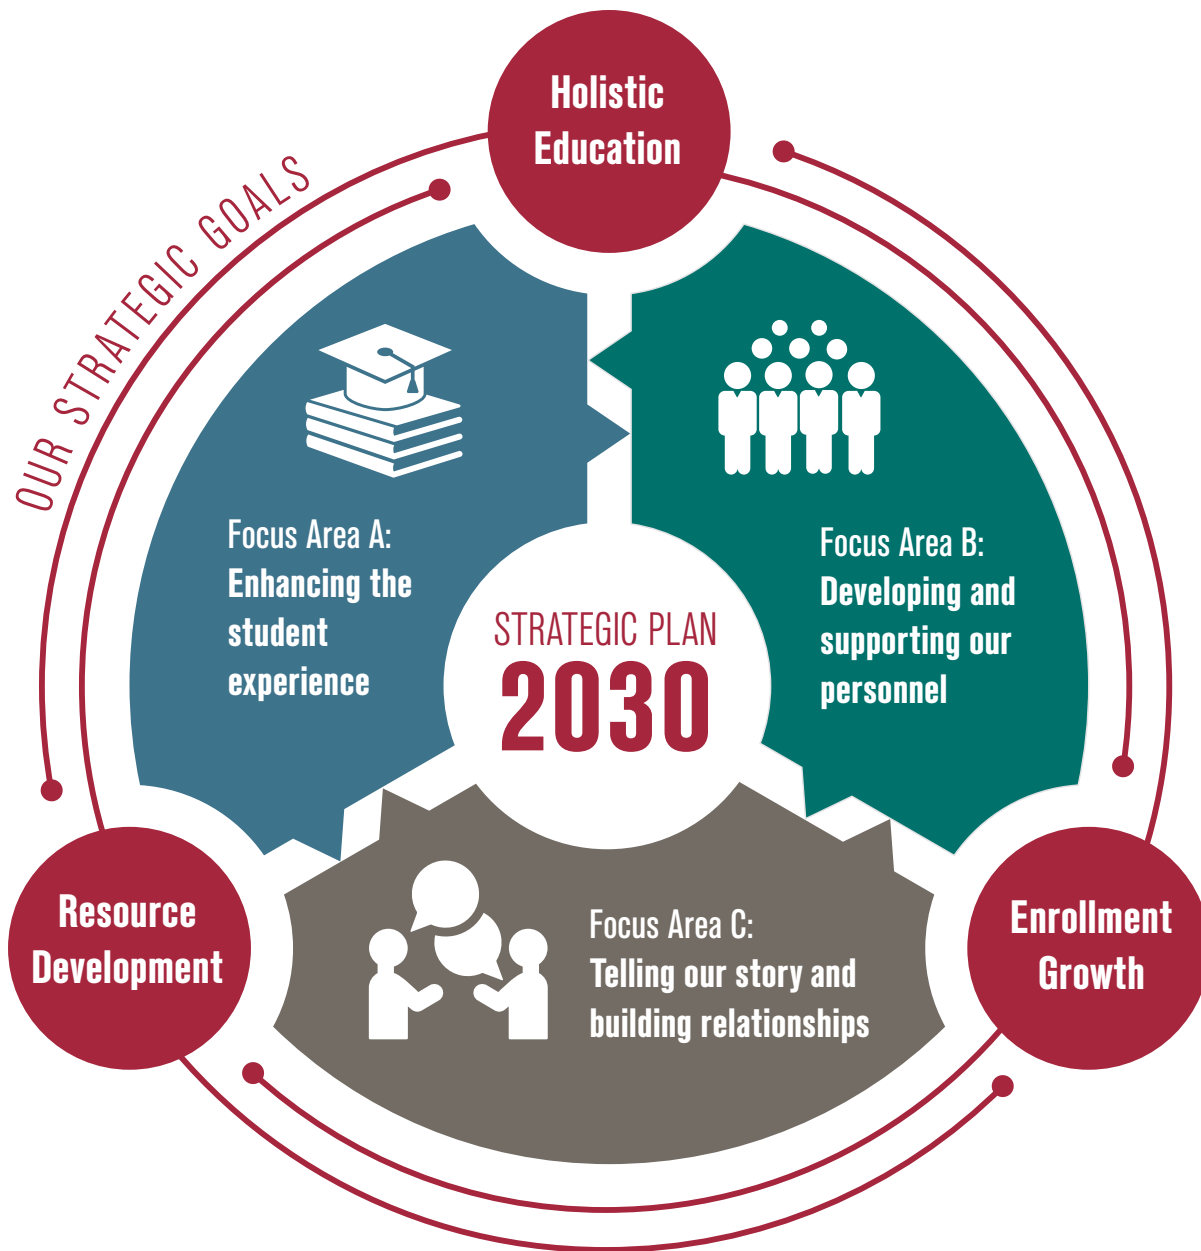 Holistic
Education
OUR STRATEGIC GOALS
Focus Area A:
Enhancing the
student
experience
Focus Area B:
Developing and
supporting our
personnel
STRATEGIC PLAN
2030
Resource
Development
Focus Area C:
Telling our story and
building relationships
Enrollment
Growth